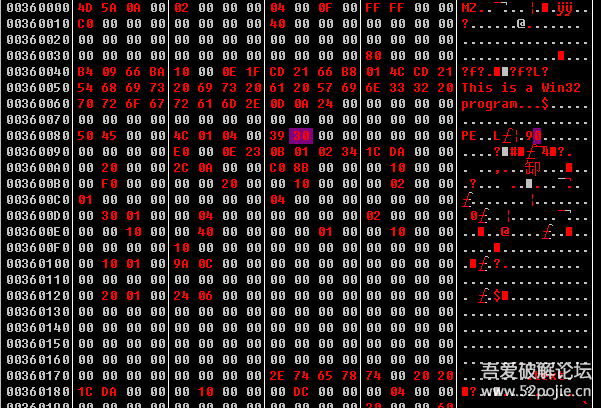 00360000 4D 5A 0A 00 02 00 00 00 04 00 0F 00 FF FF 00 00
00360010 C0 00 00 00 00 00 00 00 40 00 00 00 00 00 00 00
00360020 00 00 00 00 00 00 00 00 00 00 00 00 00 00 00 00
00360030 00 00 00 00 00 00 00 00 00 00 00 00 80 00 00 00
00360040 B4 09 66 BA 10 00 0E 1F CD 21 66 B8 01 4C CD 21
00360050 54 68 69 73 20 69 73 20 61 20 57 69 6E 33 32 20 This is a Win32
00360060 70 72 6F 67 72 61 6D 2E 0D 0A 24 00 00 00 00 00 program...$.....
00360070 00 00 00 00 00 00 00 00 00 00 00 00 00 00 00 00
00360080 50 45 00 00 4C 01 04 00 39 30 00 00 00 00 00 00
00360090 00 00 00 00 E0 00 0E 23 0B 01 02 34 1C DA 00 00
003600A0 00 20 00 00 2C 0A 00 00 C0 8B 00 00 00 10 00 00
003600B0 00 F0 00 00 00 00 20 00 00 10 00 00 00 02 00 00
003600C0 01 00 00 00 00 00 00 00 04 00 00 00 00 00 00 00
003600D0 00 30 01 00 00 04 00 00 00 00 00 00 02 00 00 00
003600E0 00 00 10 00 00 40 00 00 00 00 01 00 00 10 00 00
003600F0 00 00 00 00 10 00 00 00 00 00 00 00 00 00 00 00
00360100 00 10 01 00 9A 0C 00 00 00 00 00 00 00 00 00 00
00360110 00 00 00 00 00 00 00 00 00 00 00 00 00 00 00 00
00360120 00 20 01 00 24 06 00 00 00 00 00 00 00 00 00 00
00360130 00 00 00 00 00 00 00 00 00 00 00 00 00 00 00 00
00360140 00 00 00 00 00 00 00 00 00 00 00 00 00 00 00 00
00360150 00 00 00 00 00 00 00 00 00 00 00 00 00 00 00 00
00360160 00 00 00 00 00 00 00 00 00 00 00 00 00 00 00 00
00360170 00 00 00 00 00 00 00 00 2E 74 65 78 74 00 20 20
00360180 1C DA 00 00 00 10 00 00 00 DC 00 00 00 04 00 00
吾爱破解论坛
www.52pojie.cn